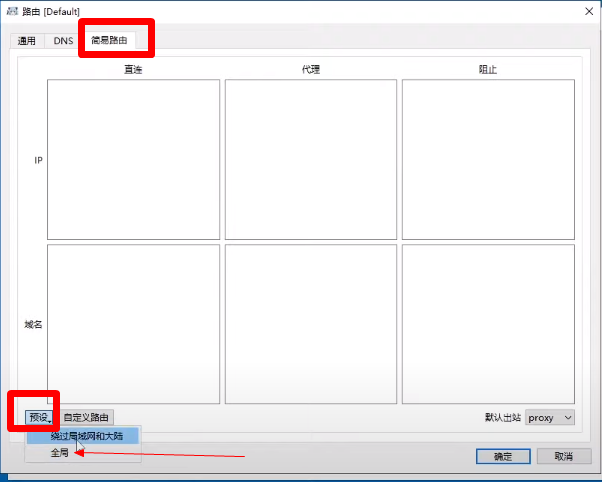 路由 [Default]
通用 DNS 简易路由
直连 代理 阻止
IP
域名
预设 自定义路由 默认出站 proxy
绕过局域网和大陆
全局
确定 取消